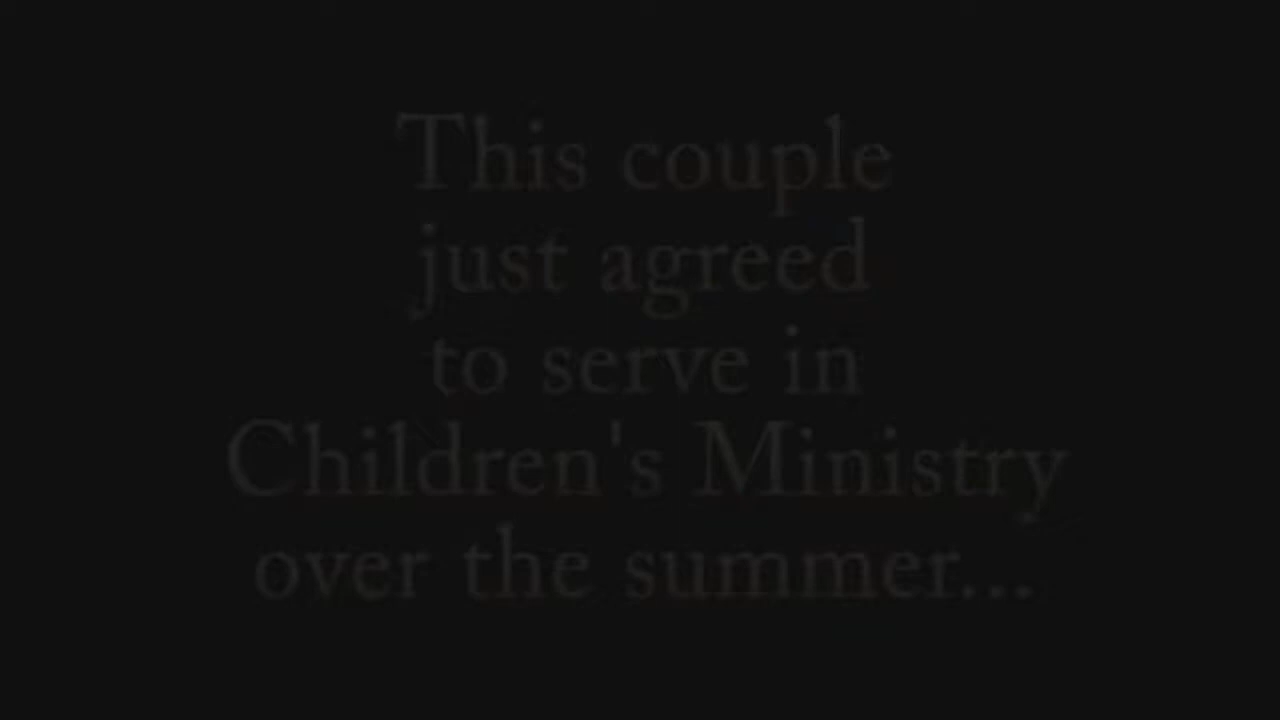 This couple
just agreed
to serve in
Children's Ministry
over the summer...